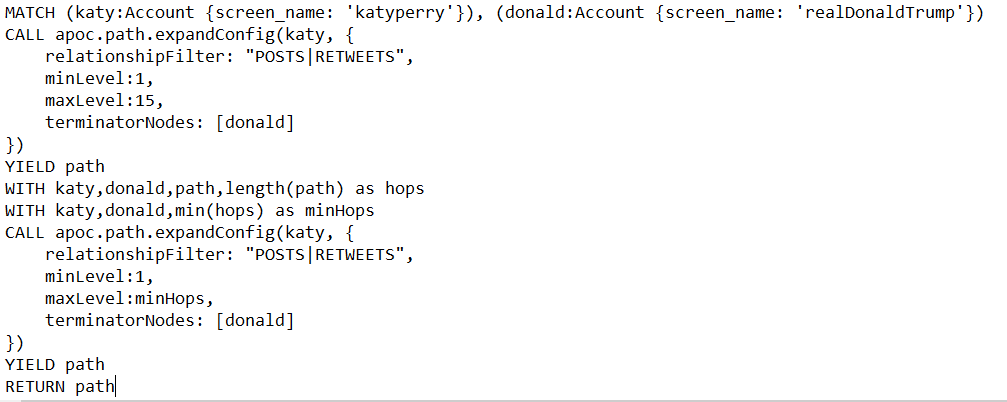 MATCH (katy:Account {screen_name: 'katyperry'}), (donald:Account {screen_name: 'realDonaldTrump'})
CALL apoc.path.expandConfig(katy, {
    relationshipFilter: "POSTS|RETWEETS",
    minLevel:1,
    maxLevel:15,
    terminatorNodes: [donald]
})
YIELD path
WITH katy,donald,path,length(path) as hops
WITH katy,donald,min(hops) as minHops
CALL apoc.path.expandConfig(katy, {
    relationshipFilter: "POSTS|RETWEETS",
    minLevel:1,
    maxLevel:minHops,
    terminatorNodes: [donald]
})
YIELD path
RETURN path